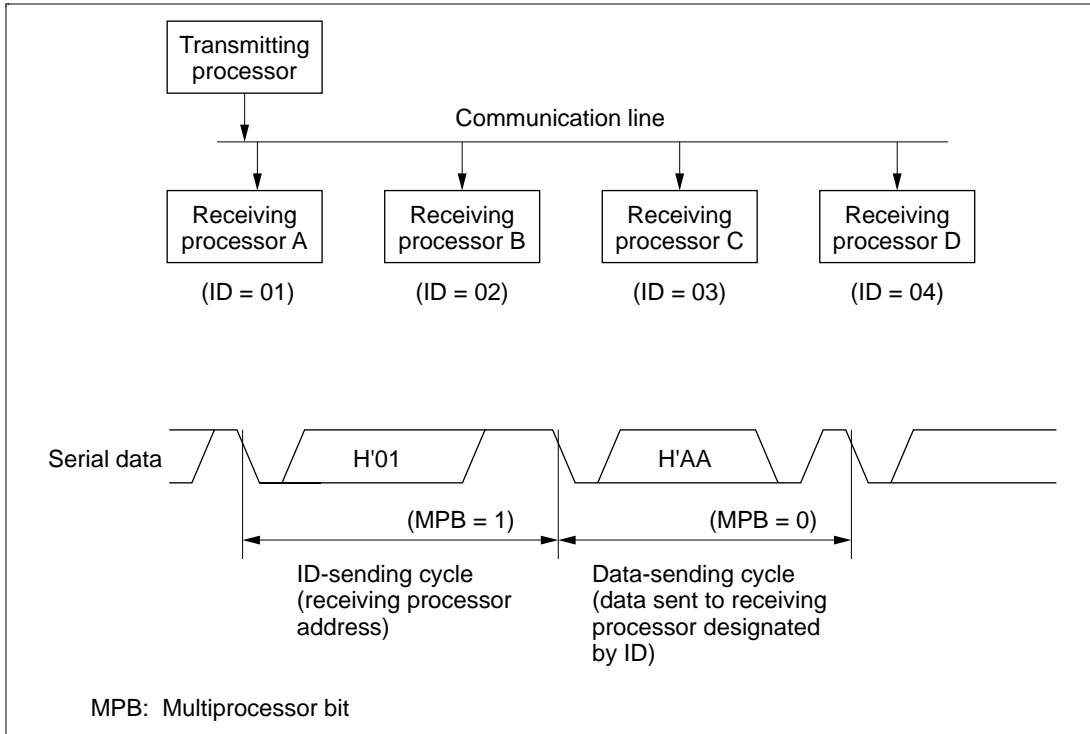 Transmitting
processor
Communication line
Receiving
processor A
Receiving
processor B
Receiving
processor C
Receiving
processor D
(ID = 01)
(ID = 02)
(ID = 03)
(ID = 04)
Serial data
H'01
H'AA
(MPB = 1)
(MPB = 0)
ID-sending cycle
(receiving processor
address)
Data-sending cycle
(data sent to receiving
processor designated
by ID)
MPB: Multiprocessor bit